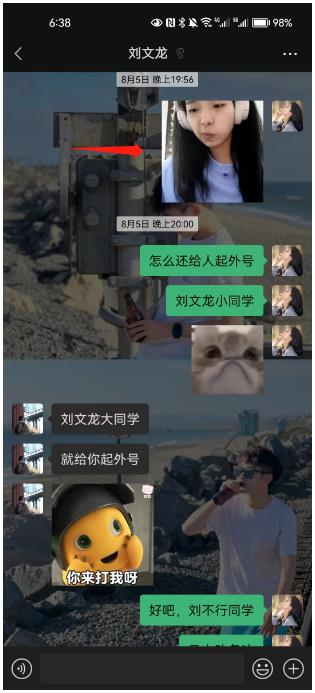 6:38
98%
刘文龙
8月5日 晚上19:56
8月5日 晚上20:00
怎么还给人起外号
刘文龙小同学
刘文龙大同学
就给你起外号
你来打我呀
好吧，刘不行同学